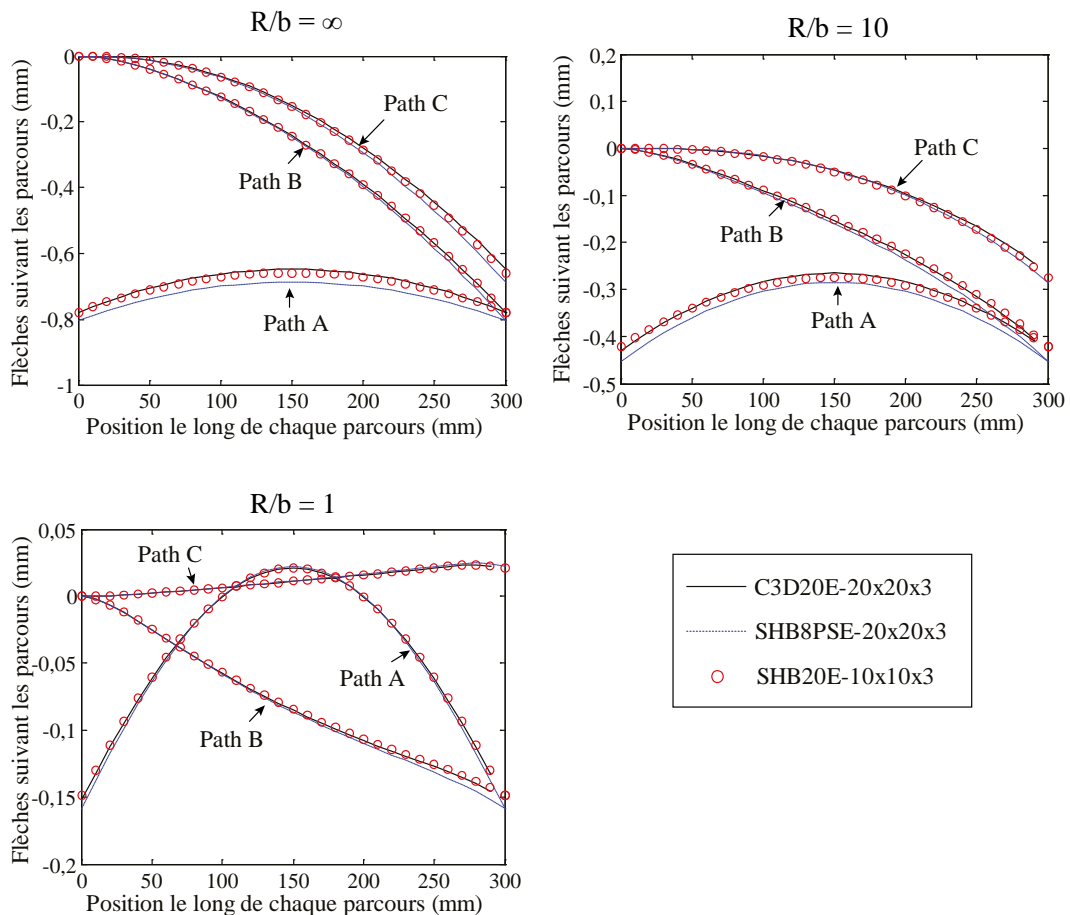 R/b = ∞
0
-0,2
-0,4
-0,6
-0,8
-1
0 50 100 150 200 250 300
Flèches suivant les parcours (mm)
Position le long de chaque parcours (mm)
Path C
Path B
Path A
R/b = 10
0,2
0,1
0
-0,1
-0,2
-0,3
-0,4
-0,5
0 50 100 150 200 250 300
Flèches suivant les parcours (mm)
Position le long de chaque parcours (mm)
Path C
Path B
Path A
R/b = 1
0,05
0
-0,05
-0,1
-0,15
-0,2
0 50 100 150 200 250 300
Flèches suivant les parcours (mm)
Position le long de chaque parcours (mm)
Path C
Path A
Path B
C3D20E-20x20x3
SHB8PSE-20x20x3
SHB20E-10x10x3